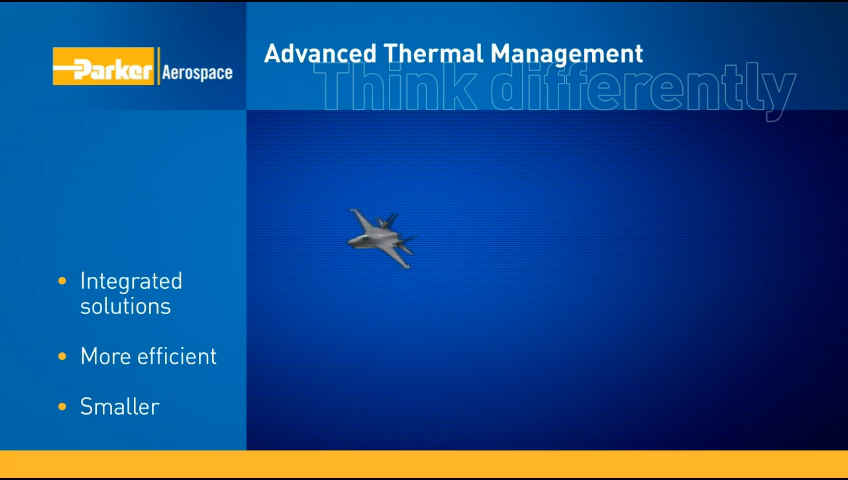 Parker Aerospace
Advanced Thermal Management
Think differently
Integrated
solutions
More efficient
Smaller